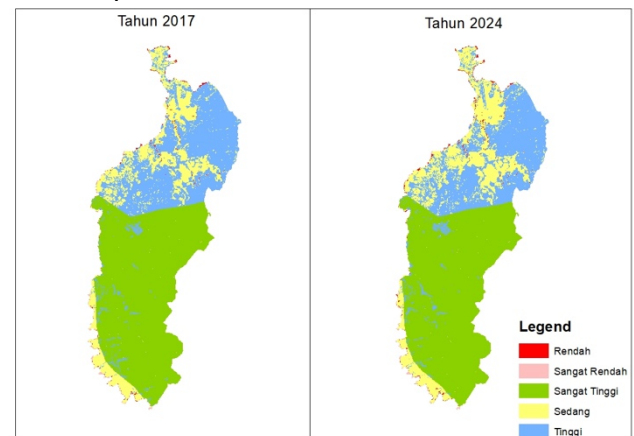 Tahun 2017
Tahun 2024
Legend
Rendah
Sangat Rendah
Sangat Tinggi
Sedang
Tinggi